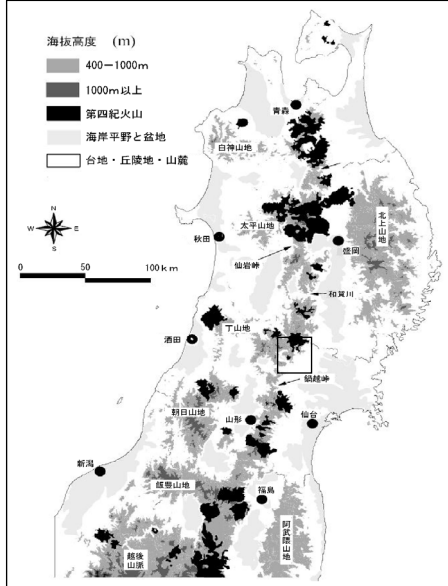 海抜高度 (m)
400－1000m
1000m以上
第四紀火山
海岸平野と盆地
台地・丘陵地・山麓
N
W
E
S
0
50
100 km
青森
白神山地
北上山地
太平山地
秋田
盛岡
仙岩峠
和賀川
丁山地
酒田
鍋越峠
朝日山地
山形
仙台
新潟
飯豊山地
福島
阿武隈山地
越後
山脈